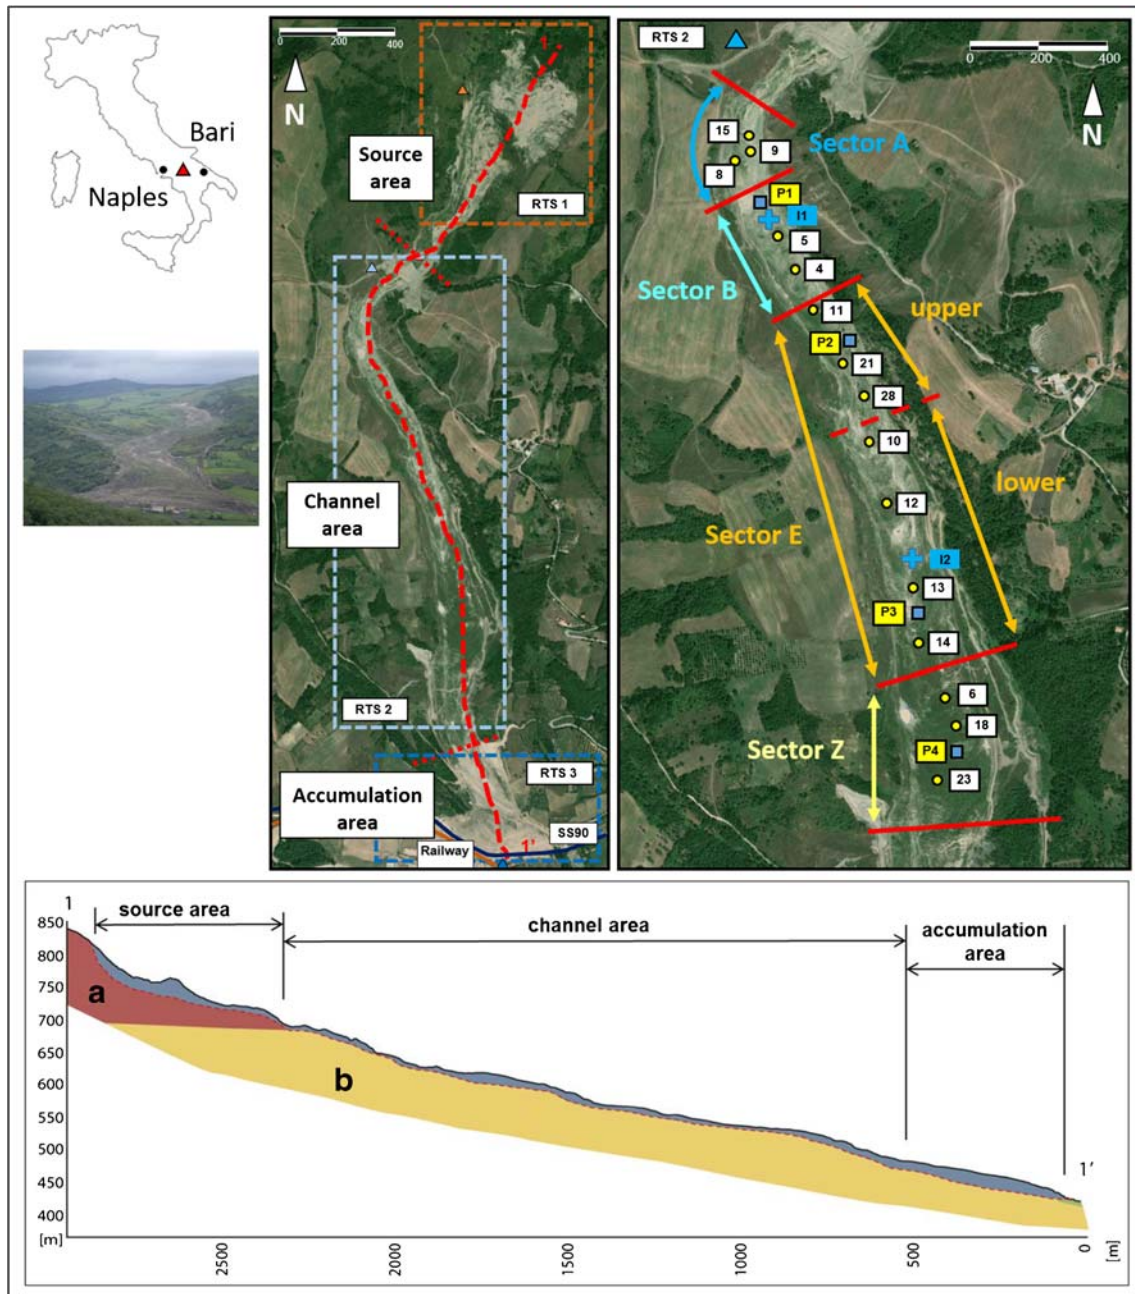 Bari
Naples
0 200 400
N
1
Source
area
RTS 1
Channel
area
RTS 2
RTS 3
Accumulation
area
SS90
Railway
1'
RTS 2
0 200 400
N
15
9
Sector A
8
P1
I1
5
4
Sector B
11
upper
P2
21
28
10
lower
12
Sector E
I2
13
P3
14
6
18
Sector Z
P4
23
1
source area
channel area
accumulation
area
850
800
750
700
650
600
550
500
450
400
[m]
a
b
1'
2500
2000
1500
1000
500
0
[m]